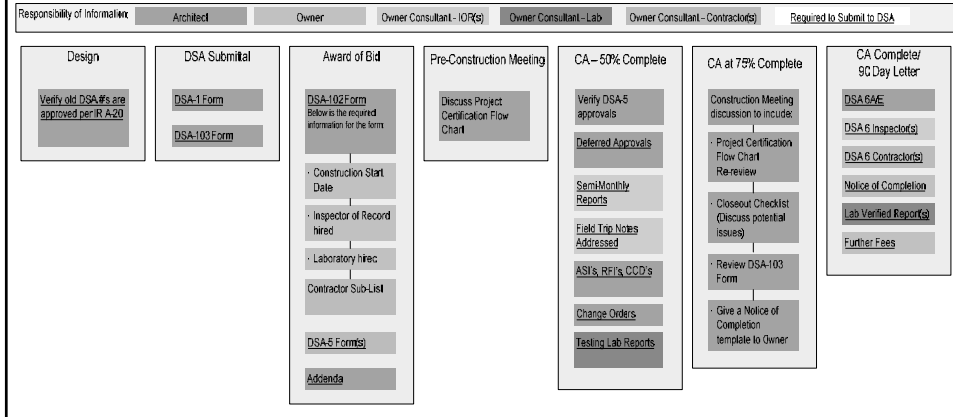 Responsibility of Information:
Architect
Owner
Owner Consultant - IOR(s)
Owner Consultant - Lab
Owner Consultant - Contractor(s)
Required to Submit to DSA
Design
Verify old DSA #'s are
approved per IR A-20
DSA Submittal
DSA-1 Form
DSA-103 Form
Award of Bid
DSA-102 Form
Below is the required
information for the form:
· Construction Start
Date
· Inspector of Record
hired
· Laboratory hired
Contractor Sub-List
DSA-5 Form(s)
Addenda
Pre-Construction Meeting
Discuss Project
Certification Flow
Chart
CA – 50% Complete
Verify DSA-5
approvals
Deferred Approvals
Semi-Monthly
Reports
Field Trip Notes
Addressed
ASI's, RFI's, CCD's
Change Orders
Testing Lab Reports
CA at 75% Complete
Construction Meeting
discussion to include:
· Project Certification
Flow Chart
Re-review
· Closeout Checklist
(Discuss potential
issues)
· Review DSA-103
Form
· Give a Notice of
Completion
template to Owner
CA Complete/
90 Day Letter
DSA 6A/E
DSA 6 Inspector(s)
DSA 6 Contractor(s)
Notice of Completion
Lab Verified Report(s)
Further Fees